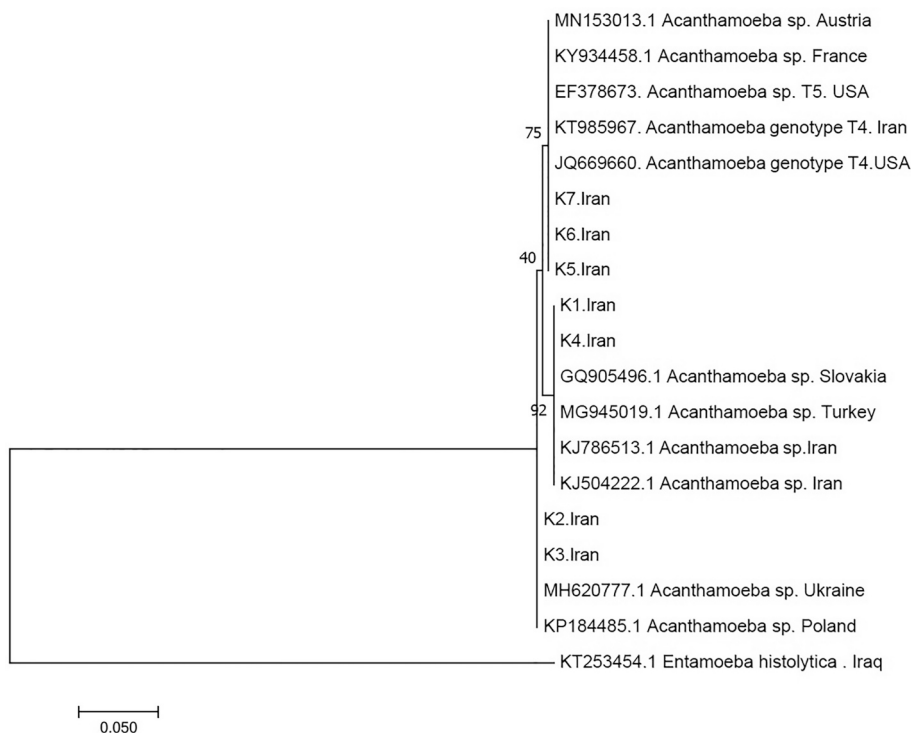 MN153013.1 Acanthamoeba sp. Austria
KY934458.1 Acanthamoeba sp. France
EF378673. Acanthamoeba sp. T5. USA
75
KT985967. Acanthamoeba genotype T4. Iran
JQ669660. Acanthamoeba genotype T4.USA
K7.Iran
K6.Iran
40
K5.Iran
K1.Iran
K4.Iran
GQ905496.1 Acanthamoeba sp. Slovakia
92
MG945019.1 Acanthamoeba sp. Turkey
KJ786513.1 Acanthamoeba sp.Iran
KJ504222.1 Acanthamoeba sp. Iran
K2.Iran
K3.Iran
MH620777.1 Acanthamoeba sp. Ukraine
KP184485.1 Acanthamoeba sp. Poland
KT253454.1 Entamoeba histolytica . Iraq
0.050